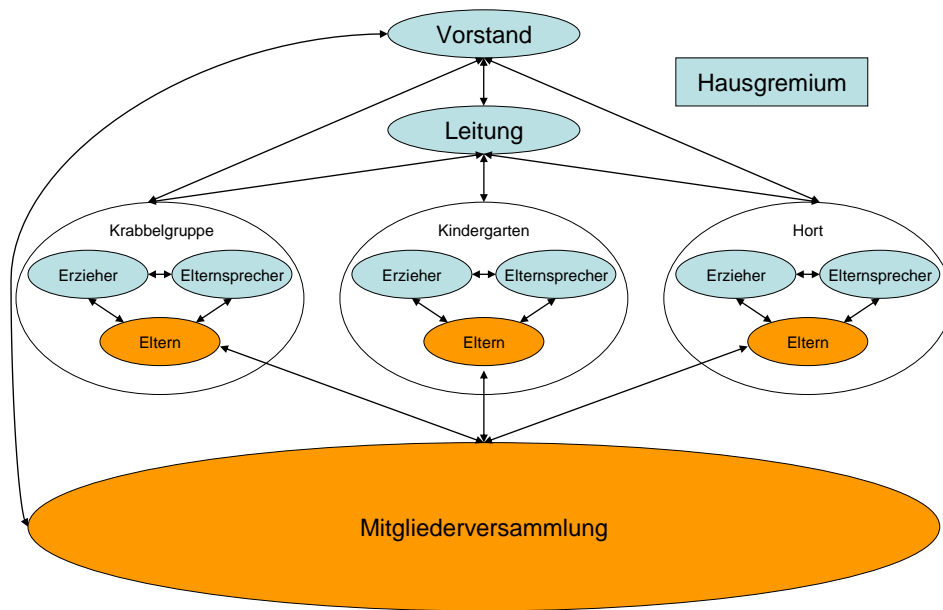 Vorstand
Hausgremium
Leitung
Krabbelgruppe
Kindergarten
Hort
Erzieher
Elternsprecher
Erzieher
Elternsprecher
Erzieher
Elternsprecher
Eltern
Eltern
Eltern
Mitgliederversammlung